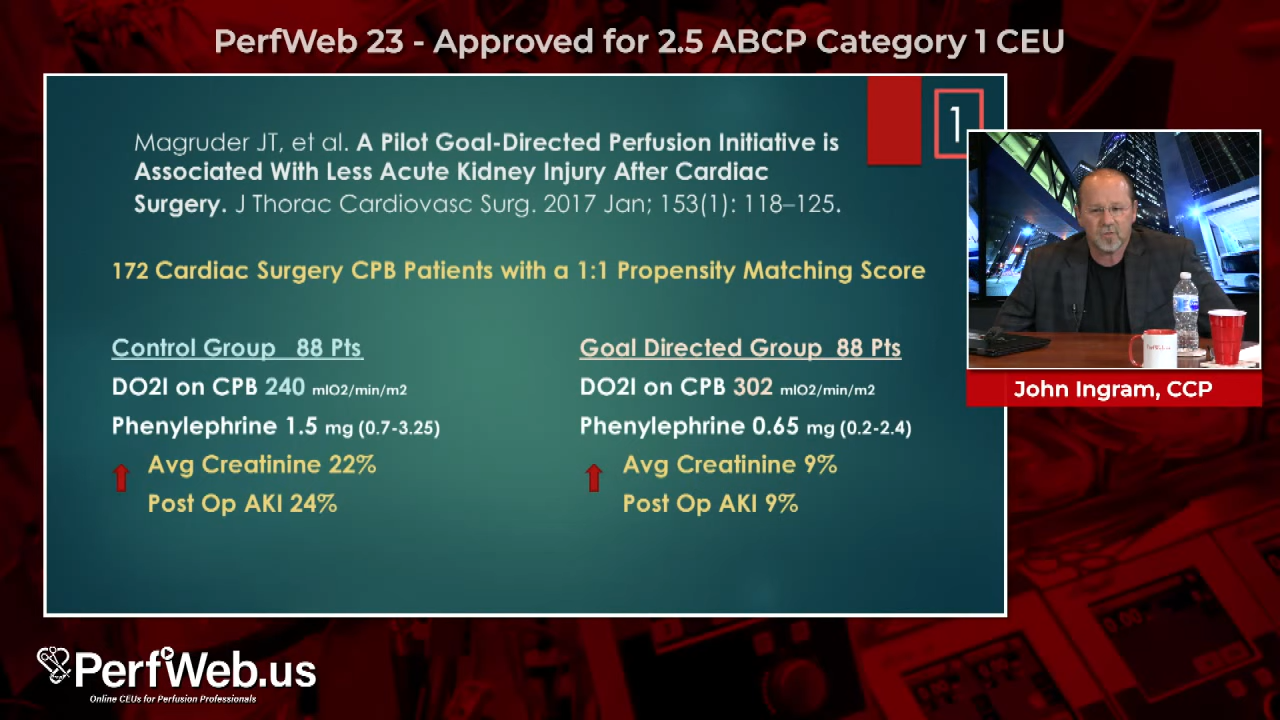 PerfWeb 23 - Approved for 2.5 ABCP Category 1 CEU
1
Magruder JT, et al. A Pilot Goal-Directed Perfusion Initiative is
Associated With Less Acute Kidney Injury After Cardiac
Surgery. J Thorac Cardiovasc Surg. 2017 Jan; 153(1): 118–125.
172 Cardiac Surgery CPB Patients with a 1:1 Propensity Matching Score
Control Group 88 Pts
DO2I on CPB 240 mlO2/min/m2
Phenylephrine 1.5 mg (0.7-3.25)
Avg Creatinine 22%
Post Op AKI 24%
Goal Directed Group 88 Pts
DO2I on CPB 302 mlO2/min/m2
Phenylephrine 0.65 mg (0.2-2.4)
Avg Creatinine 9%
Post Op AKI 9%
John Ingram, CCP
PerfWeb.us
Online CEUs for Perfusion Professionals